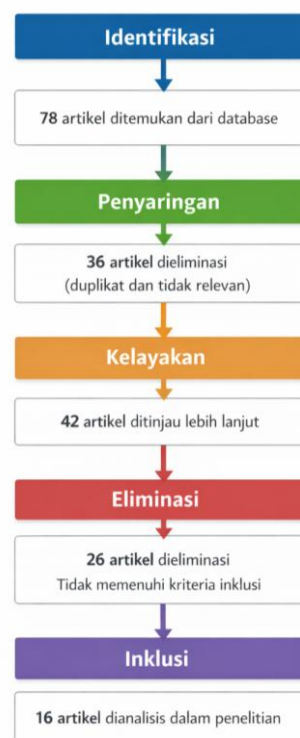 Identifikasi
78 artikel ditemukan dari database
Penyaringan
36 artikel dieliminasi
(duplikat dan tidak relevan)
Kelayakan
42 artikel ditinjau lebih lanjut
Eliminasi
26 artikel dieliminasi
Tidak memenuhi kriteria inklusi
Inklusi
16 artikel dianalisis dalam penelitian